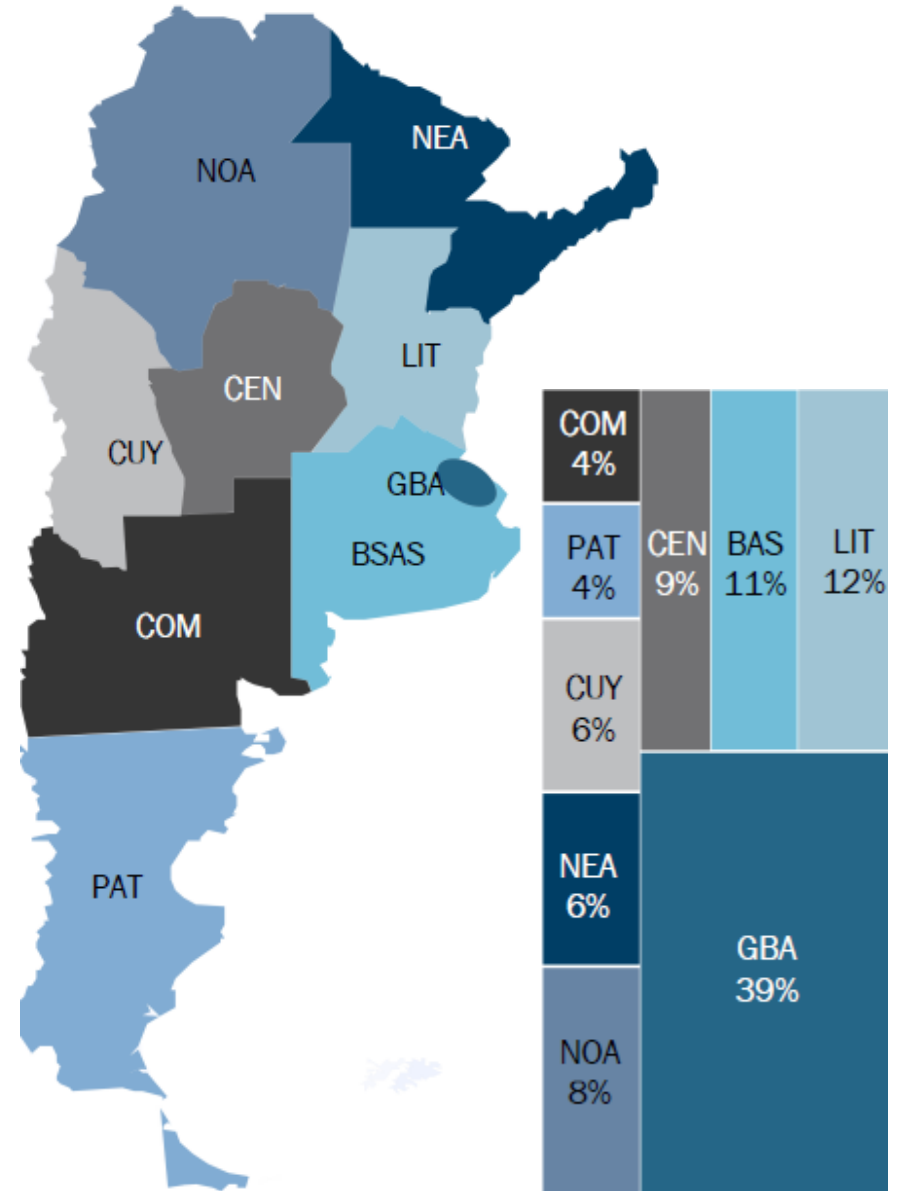 NEA
NOA
LIT
CEN
CUY
GBA
BSAS
COM
PAT
COM
4%
PAT
4%
CUY
6%
NEA
6%
NOA
8%
CEN
9%
BAS
11%
LIT
12%
GBA
39%